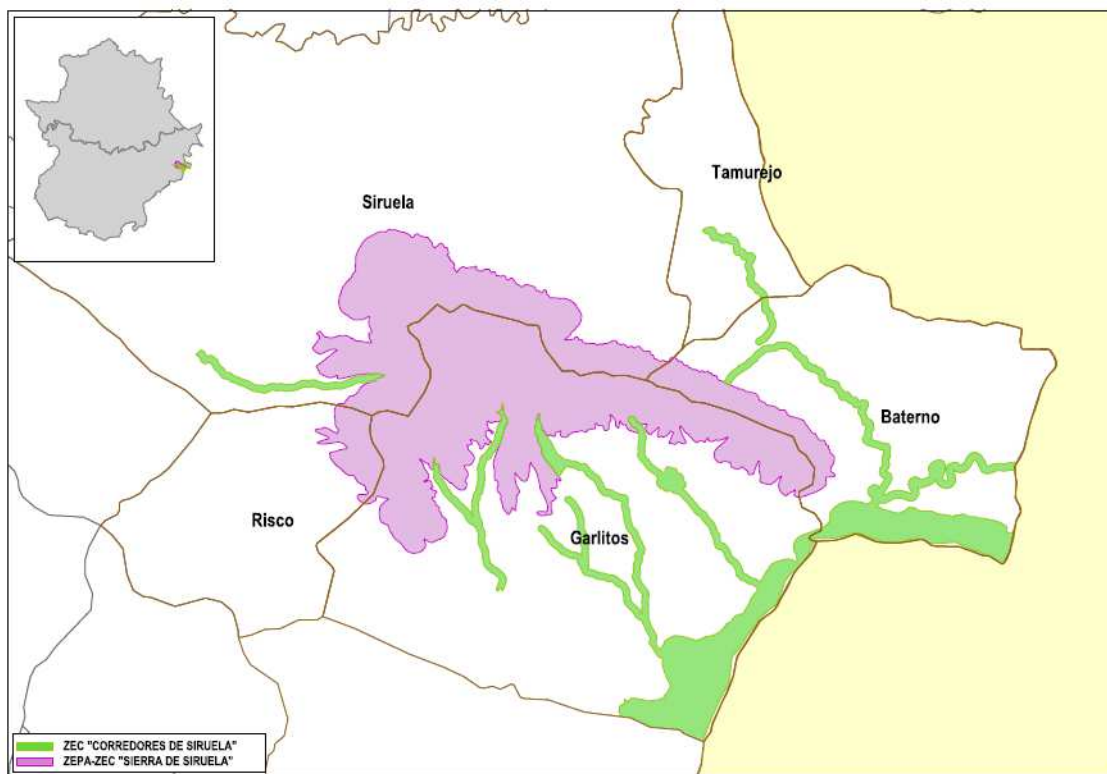 Tamurejo
Siruela
Baterno
Risco
Garlitos
ZEC "CORREDORES DE SIRUELA"
ZEPA-ZEC "SIERRA DE SIRUELA"